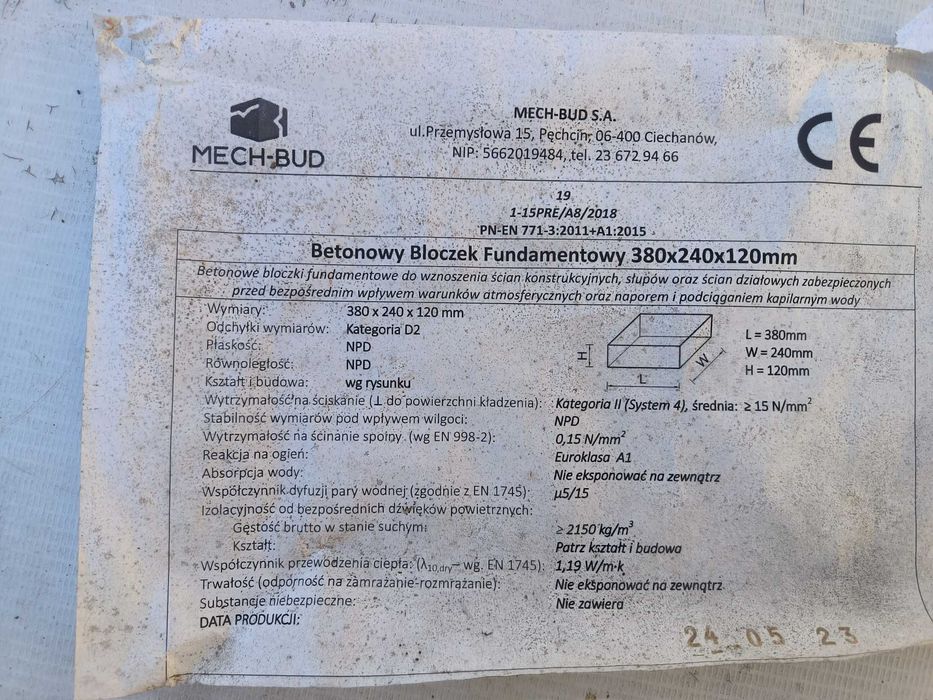 MECH-BUD
MECH-BUD S.A.
ul.Przemysłowa 15, Pęchcin, 06-400 Ciechanów,
NIP: 5662019484, tel. 23 672 94 66
CE
19
1-15PRE/A8/2018
PN-EN 771-3:2011+A1:2015
Betonowy Bloczek Fundamentowy 380x240x120mm
Betonowe bloczki fundamentowe do wznoszenia ścian konstrukcyjnych, słupów oraz ścian działowych zabezpieczonych
przed bezpośrednim wpływem warunków atmosferycznych oraz naporem i podciąganiem kapilarnym wody
Wymiary: 380 x 240 x 120 mm
Odchyłki wymiarów: Kategoria D2
Płaskość: NPD
Równoległość: NPD
Kształt i budowa: wg rysunku
H
L
W
L = 380mm
W = 240mm
H = 120mm
Wytrzymałość na ściskanie (⊥ do powierzchni kładzenia): Kategoria II (System 4), średnia: ≥ 15 N/mm²
Stabilność wymiarów pod wpływem wilgoci: NPD
Wytrzymałość na ścinanie spoiny (wg EN 998-2): 0,15 N/mm²
Reakcja na ogień: Euroklasa A1
Absorpcja wody: Nie eksponować na zewnątrz
Współczynnik dyfuzji pary wodnej (zgodnie z EN 1745): µ5/15
Izolacyjność od bezpośrednich dźwięków powietrznych:
Gęstość brutto w stanie suchym: ≥ 2150 kg/m³
Kształt: Patrz kształt i budowa
Współczynnik przewodzenia ciepła: (λ10,dry – wg. EN 1745): 1,19 W/m·k
Trwałość (odporność na zamrażanie-rozmrażanie): Nie eksponować na zewnątrz
Substancje niebezpieczne: Nie zawiera
DATA PRODUKCJI: 24 05 23